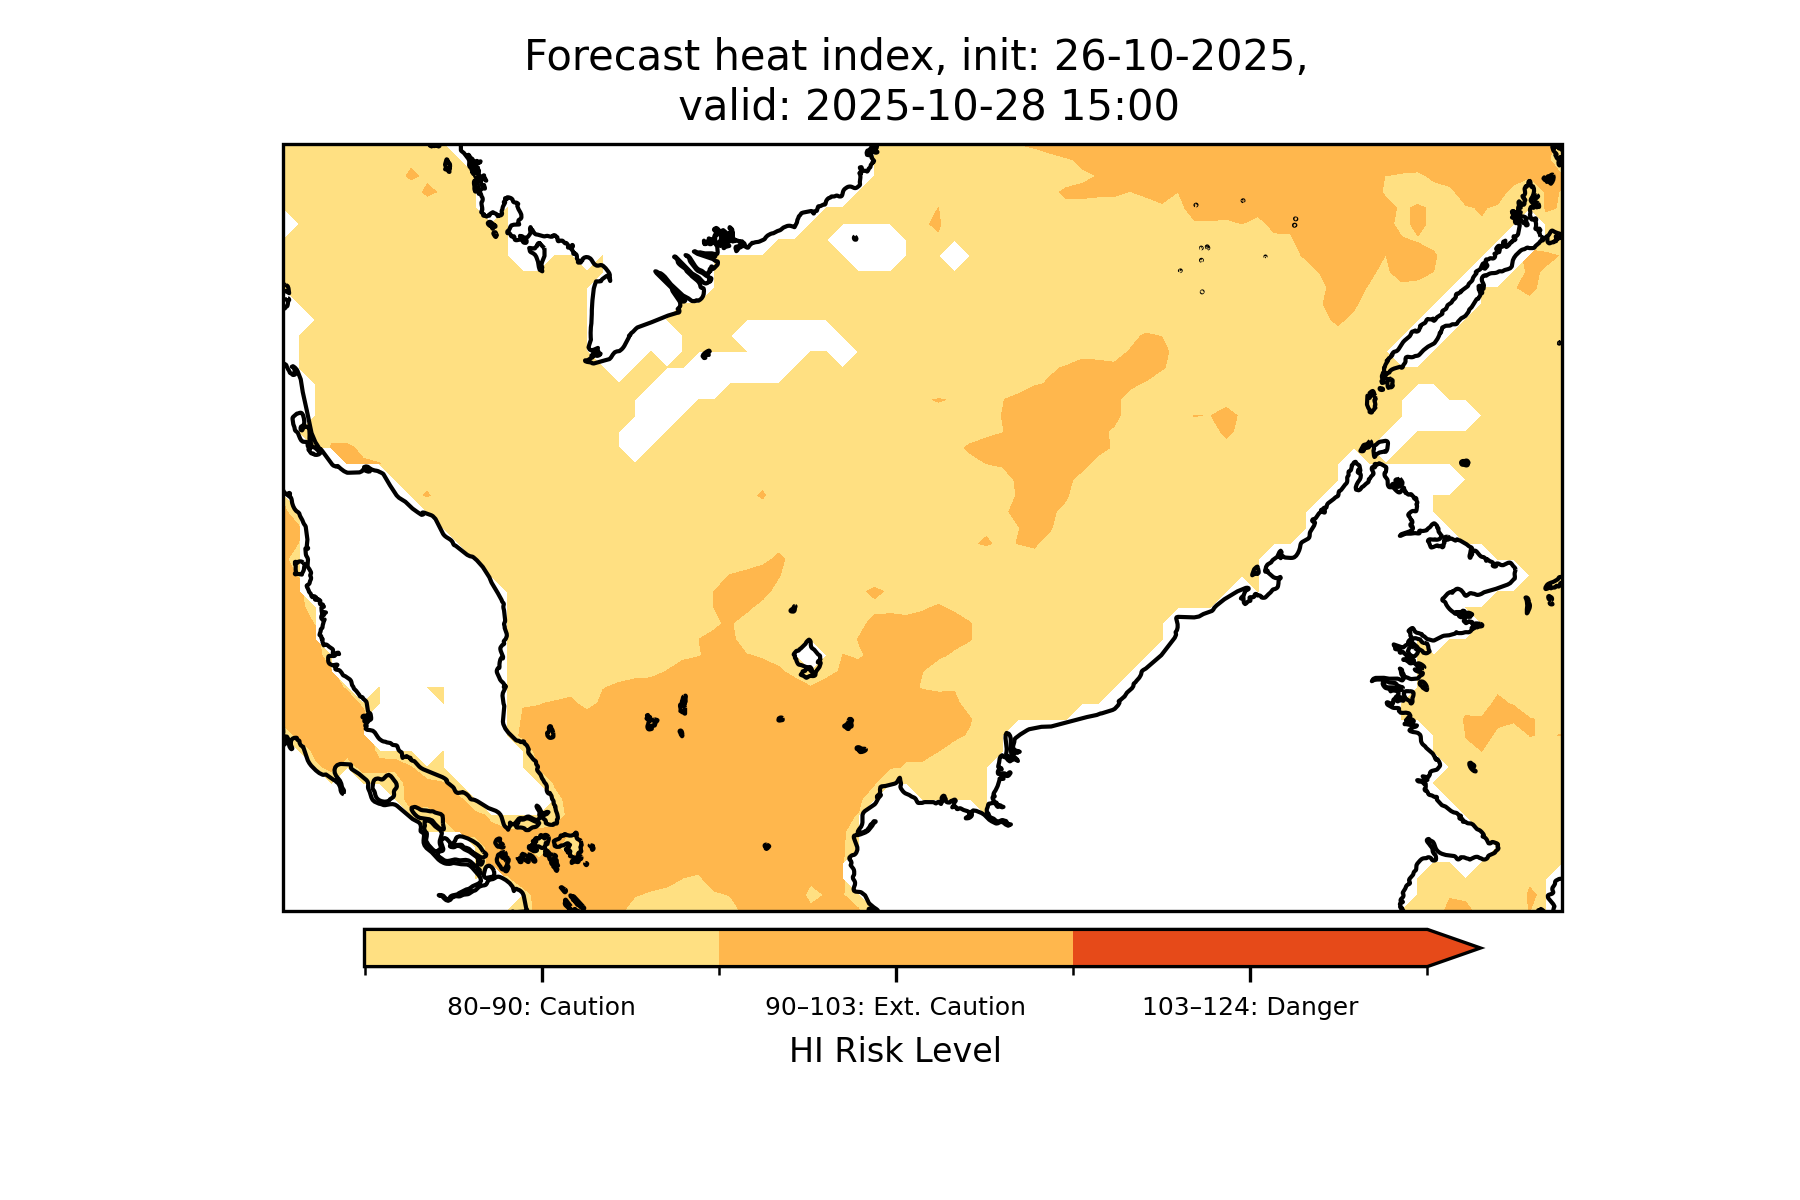 Forecast heat index, init: 26-10-2025,
valid: 2025-10-28 15:00
80–90: Caution
90–103: Ext. Caution
103–124: Danger
HI Risk Level